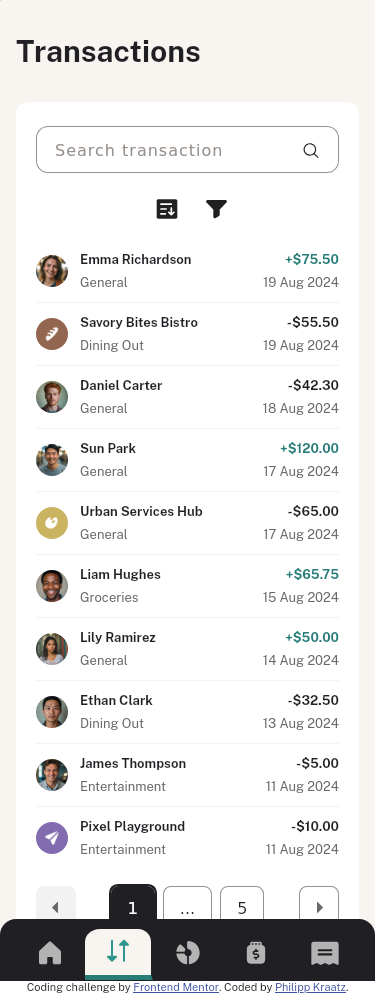 Transactions
Search transaction
Emma Richardson +$75.50
General 19 Aug 2024
Savory Bites Bistro -$55.50
Dining Out 19 Aug 2024
Daniel Carter -$42.30
General 18 Aug 2024
Sun Park +$120.00
General 17 Aug 2024
Urban Services Hub -$65.00
General 17 Aug 2024
Liam Hughes +$65.75
Groceries 15 Aug 2024
Lily Ramirez +$50.00
General 14 Aug 2024
Ethan Clark -$32.50
Dining Out 13 Aug 2024
James Thompson -$5.00
Entertainment 11 Aug 2024
Pixel Playground -$10.00
Entertainment 11 Aug 2024
1 ... 5
Coding challenge by Frontend Mentor. Coded by Philipp Kraatz.